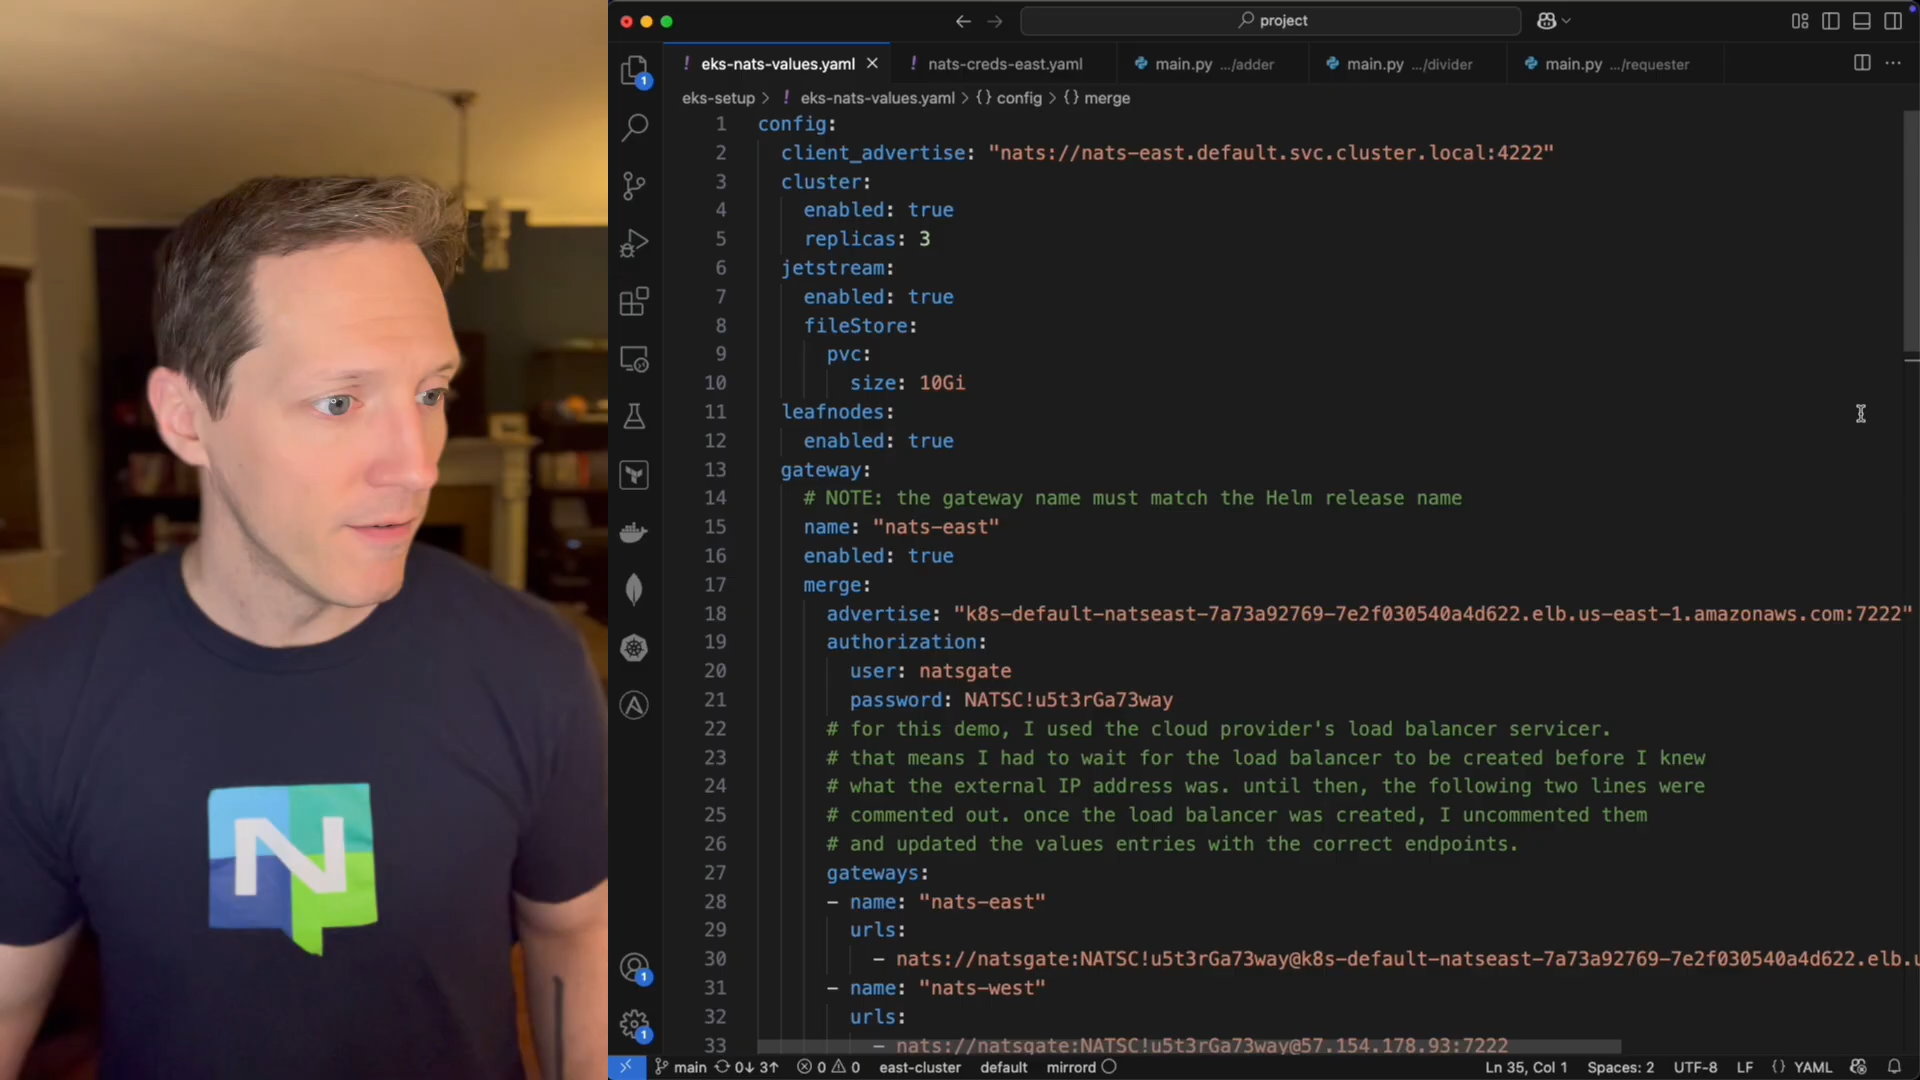 project
eks-nats-values.yaml
nats-creds-east.yaml
main.py .../adder
main.py .../divider
main.py .../requester
eks-setup > ! eks-nats-values.yaml > {} config > {} merge
1 config:
2 client_advertise: "nats://nats-east.default.svc.cluster.local:4222"
3 cluster:
4 enabled: true
5 replicas: 3
6 jetstream:
7 enabled: true
8 fileStore:
9 pvc:
10 size: 10Gi
11 leafnodes:
12 enabled: true
13 gateway:
14 # NOTE: the gateway name must match the Helm release name
15 name: "nats-east"
16 enabled: true
17 merge:
18 advertise: "k8s-default-natseast-7a73a92769-7e2f030540a4d622.elb.us-east-1.amazonaws.com:7222"
19 authorization:
20 user: natsgate
21 password: NATSC!u5t3rGa73way
22 # for this demo, I used the cloud provider's load balancer servicer.
23 # that means I had to wait for the load balancer to be created before I knew
24 # what the external IP address was. until then, the following two lines were
25 # commented out. once the load balancer was created, I uncommented them
26 # and updated the values entries with the correct endpoints.
27 gateways:
28 - name: "nats-east"
29 urls:
30 - nats://natsgate:NATSC!u5t3rGa73way@k8s-default-natseast-7a73a92769-7e2f030540a4d622.elb.u
31 - name: "nats-west"
32 urls:
33 - nats://natsgate:NATSC!u5t3rGa73way@57.154.178.93:7222
1
1
1
main 0↓ 3↑ 0 0 east-cluster default mirrord Ln 35, Col 1 Spaces: 2 UTF-8 LF {} YAML
N